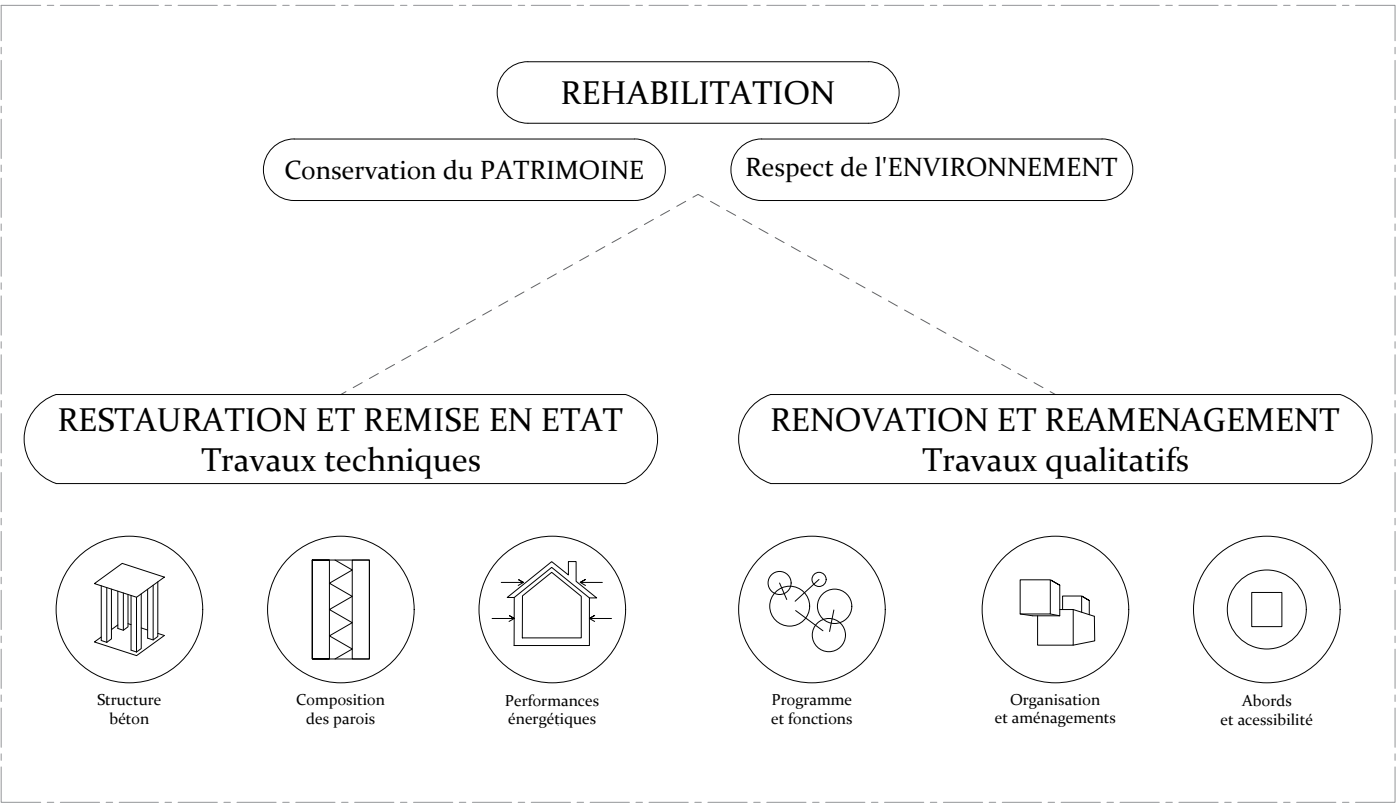 REHABILITATION
Conservation du PATRIMOINE
Respect de l'ENVIRONNEMENT
RESTAURATION ET REMISE EN ETAT
Travaux techniques
RENOVATION ET REAMENAGEMENT
Travaux qualitatifs
Structure
béton
Composition
des parois
Performances
énergétiques
Programme
et fonctions
Organisation
et aménagements
Abords
et acessibilité